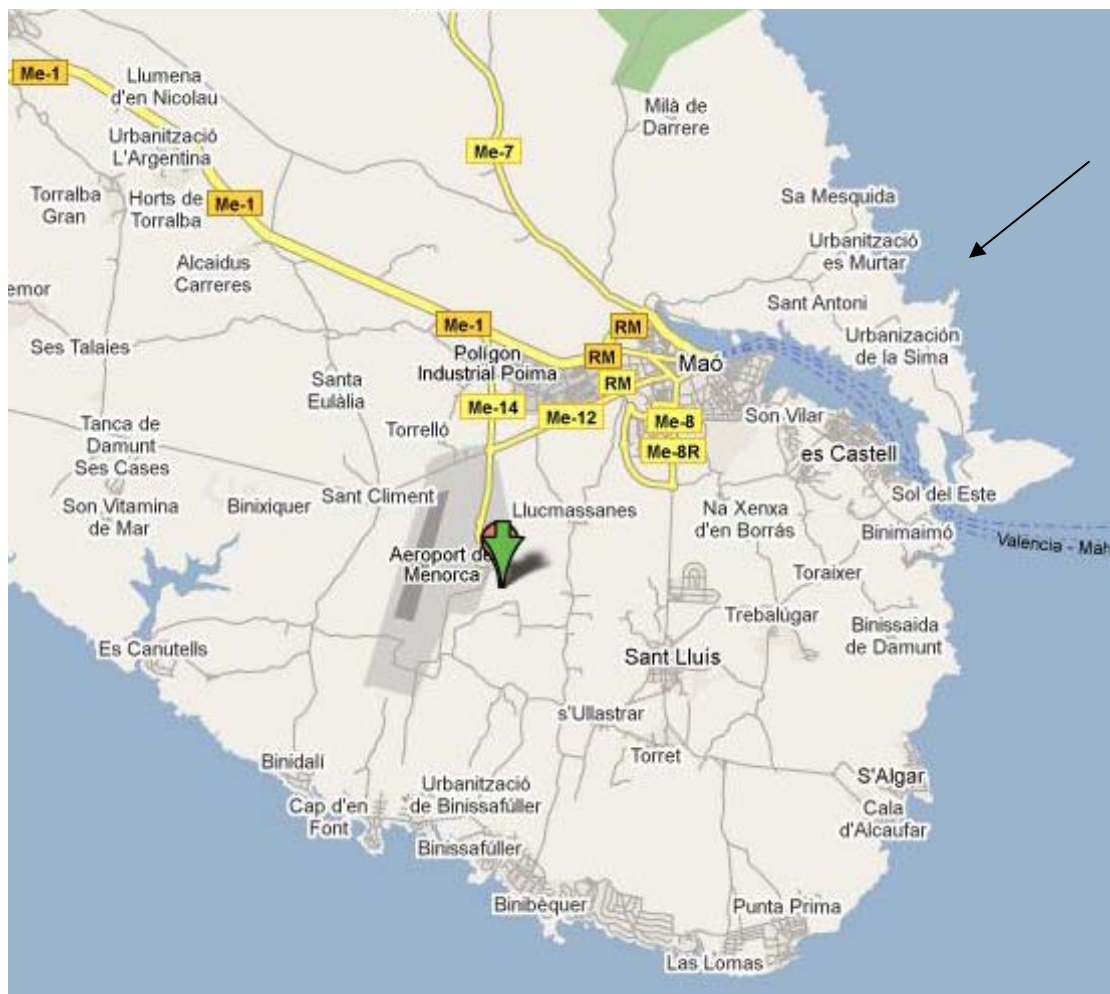 Me-1
Llumena
d'en Nicolau
Milà de
Darrere
Urbanització
L'Argentina
Me-7
Torralba
Gran
Horts de
Torralba
Me-1
Sa Mesquida
Urbanització
es Murtar
Alcaidus
Carreres
emor
Sant Antoni
Me-1
RM
Urbanización
de la Sima
Ses Talaies
Polígon
Industrial Poima
RM
Maó
RM
Santa
Eulàlia
Me-14
Me-12
Me-8
Son Vilar
Tanca de
Damunt
Ses Cases
Torrelló
Me-8R
es Castell
Sant Climent
Sol del Este
Son Vitamina
de Mar
Binixiquer
Llucmassanes
Na Xenxa
d'en Borrás
Binimaimó
Valencia - Mah
Aeroport de
Menorca
Toraixer
Trebalúgar
Binissaida
de Damunt
Es Canutells
Sant Lluís
s'Ullastrar
Torret
Binidalí
S'Algar
Urbanització
de Binissafúller
Cap d'en
Font
Cala
d'Alcaufar
Binissafúller
Binibèquer
Punta Prima
Las Lomas